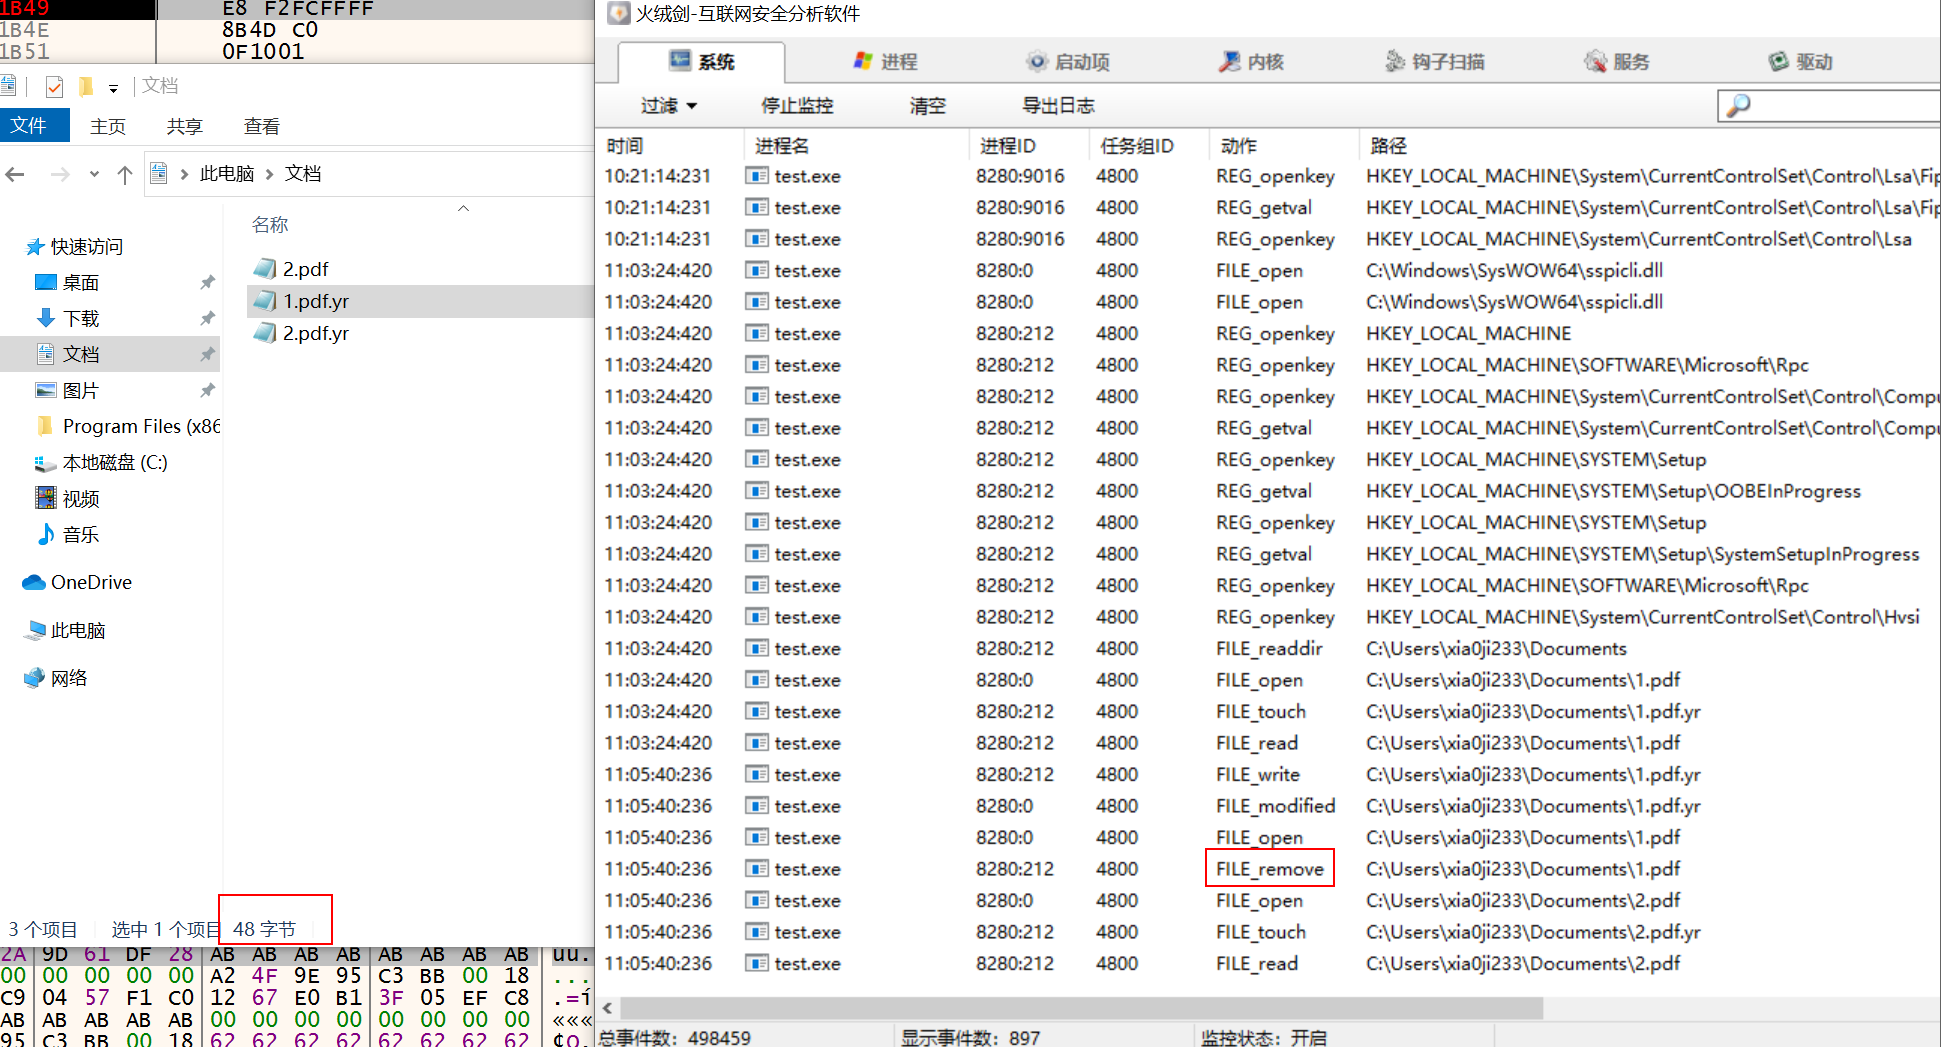 1B49 E8 F2FCFFFF
1B4E 8B4D C0
1B51 0F1001
文档
文件 主页 共享 查看
此电脑 文档
名称
快速访问
桌面
下载
文档
图片
Program Files (x86
本地磁盘 (C:)
视频
音乐
OneDrive
此电脑
网络
2.pdf
1.pdf.yr
2.pdf.yr
3 个项目 选中 1 个项目 48 字节
2A 9D 61 DF 28 AB AB AB AB AB AB AB AB uu.
00 00 00 00 00 A2 4F 9E 95 C3 BB 00 18 ...
C9 04 57 F1 C0 12 67 E0 B1 3F 05 EF C8 .=í
AB AB AB AB AB 00 00 00 00 00 00 00 00 «««
95 C3 BB 00 18 62 62 62 62 62 62 62 62 ¢o.
火绒剑-互联网安全分析软件
系统 进程 启动项 内核 钩子扫描 服务 驱动
过滤 停止监控 清空 导出日志
时间 进程名 进程ID 任务组ID 动作 路径
10:21:14:231 test.exe 8280:9016 4800 REG_openkey HKEY_LOCAL_MACHINE\System\CurrentControlSet\Control\Lsa\Fip
10:21:14:231 test.exe 8280:9016 4800 REG_getval HKEY_LOCAL_MACHINE\System\CurrentControlSet\Control\Lsa\Fip
10:21:14:231 test.exe 8280:9016 4800 REG_openkey HKEY_LOCAL_MACHINE\System\CurrentControlSet\Control\Lsa
11:03:24:420 test.exe 8280:0 4800 FILE_open C:\Windows\SysWOW64\sspicli.dll
11:03:24:420 test.exe 8280:0 4800 FILE_open C:\Windows\SysWOW64\sspicli.dll
11:03:24:420 test.exe 8280:212 4800 REG_openkey HKEY_LOCAL_MACHINE
11:03:24:420 test.exe 8280:212 4800 REG_openkey HKEY_LOCAL_MACHINE\SOFTWARE\Microsoft\Rpc
11:03:24:420 test.exe 8280:212 4800 REG_openkey HKEY_LOCAL_MACHINE\System\CurrentControlSet\Control\Compu
11:03:24:420 test.exe 8280:212 4800 REG_getval HKEY_LOCAL_MACHINE\System\CurrentControlSet\Control\Compu
11:03:24:420 test.exe 8280:212 4800 REG_openkey HKEY_LOCAL_MACHINE\SYSTEM\Setup
11:03:24:420 test.exe 8280:212 4800 REG_getval HKEY_LOCAL_MACHINE\SYSTEM\Setup\OOBEInProgress
11:03:24:420 test.exe 8280:212 4800 REG_openkey HKEY_LOCAL_MACHINE\SYSTEM\Setup
11:03:24:420 test.exe 8280:212 4800 REG_getval HKEY_LOCAL_MACHINE\SYSTEM\Setup\SystemSetupInProgress
11:03:24:420 test.exe 8280:212 4800 REG_openkey HKEY_LOCAL_MACHINE\SOFTWARE\Microsoft\Rpc
11:03:24:420 test.exe 8280:212 4800 REG_openkey HKEY_LOCAL_MACHINE\System\CurrentControlSet\Control\Hvsi
11:03:24:420 test.exe 8280:212 4800 FILE_readdir C:\Users\xia0ji233\Documents
11:03:24:420 test.exe 8280:0 4800 FILE_open C:\Users\xia0ji233\Documents\1.pdf
11:03:24:420 test.exe 8280:212 4800 FILE_touch C:\Users\xia0ji233\Documents\1.pdf.yr
11:03:24:420 test.exe 8280:212 4800 FILE_read C:\Users\xia0ji233\Documents\1.pdf
11:05:40:236 test.exe 8280:212 4800 FILE_write C:\Users\xia0ji233\Documents\1.pdf.yr
11:05:40:236 test.exe 8280:0 4800 FILE_modified C:\Users\xia0ji233\Documents\1.pdf.yr
11:05:40:236 test.exe 8280:0 4800 FILE_open C:\Users\xia0ji233\Documents\1.pdf
11:05:40:236 test.exe 8280:212 4800 FILE_remove C:\Users\xia0ji233\Documents\1.pdf
11:05:40:236 test.exe 8280:0 4800 FILE_open C:\Users\xia0ji233\Documents\2.pdf
11:05:40:236 test.exe 8280:212 4800 FILE_touch C:\Users\xia0ji233\Documents\2.pdf.yr
11:05:40:236 test.exe 8280:212 4800 FILE_read C:\Users\xia0ji233\Documents\2.pdf
总事件数: 498459 显示事件数: 897 监控状态: 开启